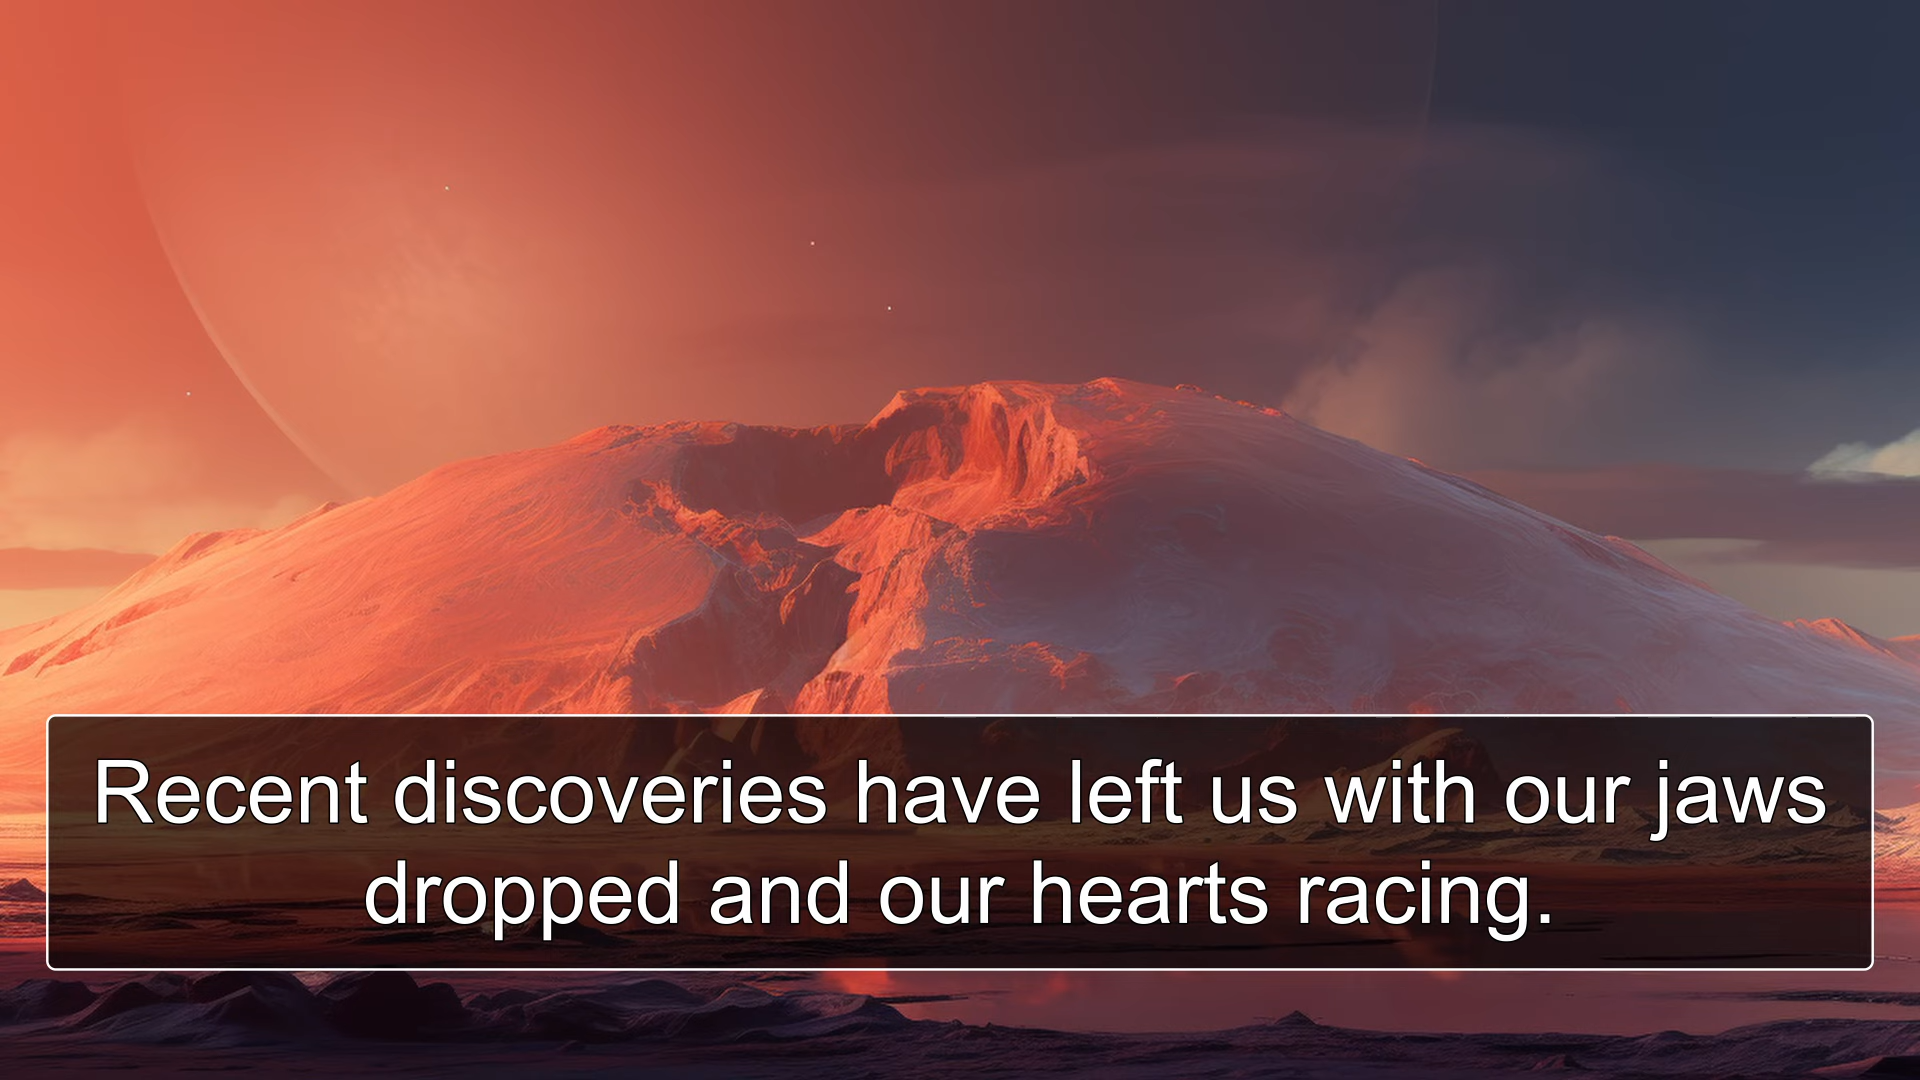 Recent discoveries have left us with our jaws
dropped and our hearts racing.